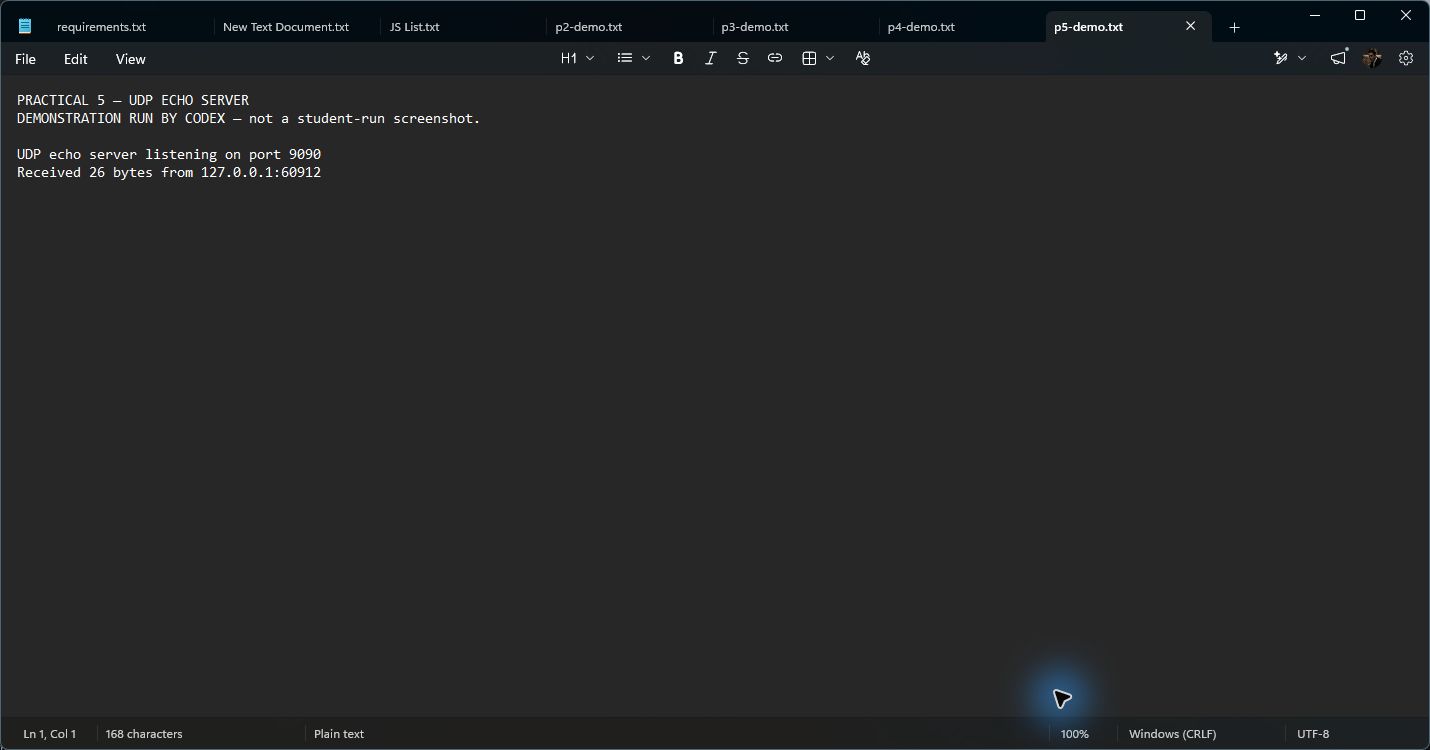 requirements.txt New Text Document.txt JS List.txt p2-demo.txt p3-demo.txt p4-demo.txt p5-demo.txt
File Edit View H1 B I S
PRACTICAL 5 — UDP ECHO SERVER
DEMONSTRATION RUN BY CODEX — not a student-run screenshot.
UDP echo server listening on port 9090
Received 26 bytes from 127.0.0.1:60912
Ln 1, Col 1 168 characters Plain text 100% Windows (CRLF) UTF-8